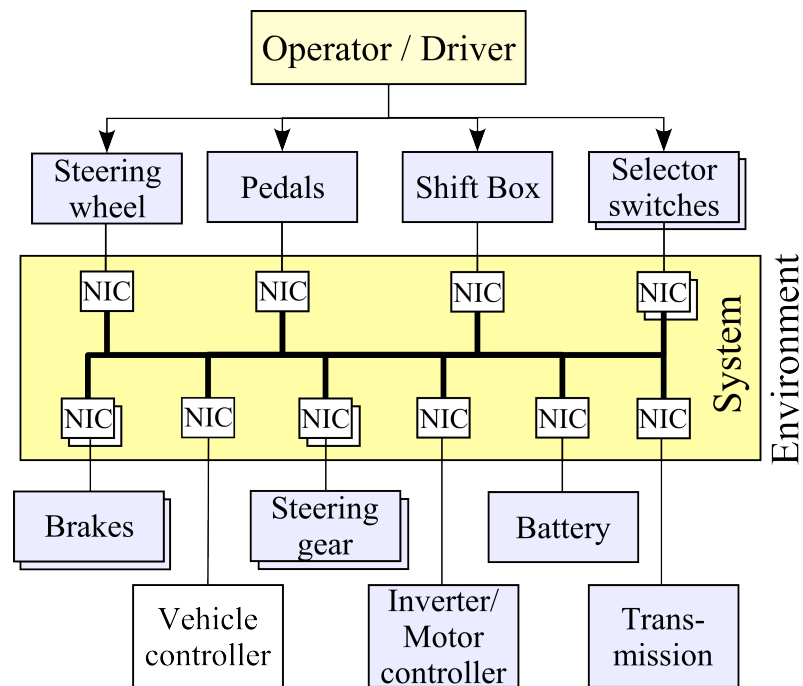 Operator / Driver
Steering
wheel
Pedals
Shift Box
Selector
switches
NIC
NIC
NIC
NIC
System
Environment
NIC
NIC
NIC
NIC
NIC
NIC
Brakes
Steering
gear
Battery
Vehicle
controller
Inverter/
Motor
controller
Trans-
mission